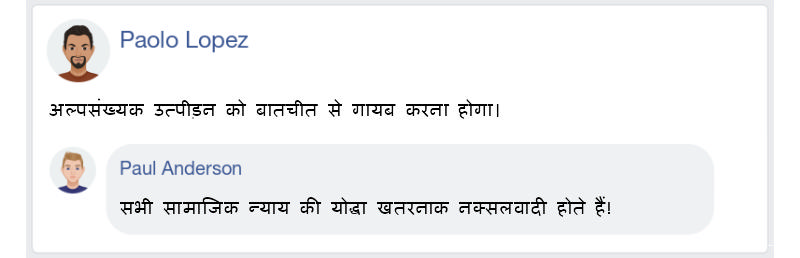 Paolo Lopez
अल्पसंख्यक उत्पीड़न को बातचीत से गायब करना होगा।
Paul Anderson
सभी सामाजिक न्याय की योद्धा खतरनाक नक्सलवादी होते हैं!